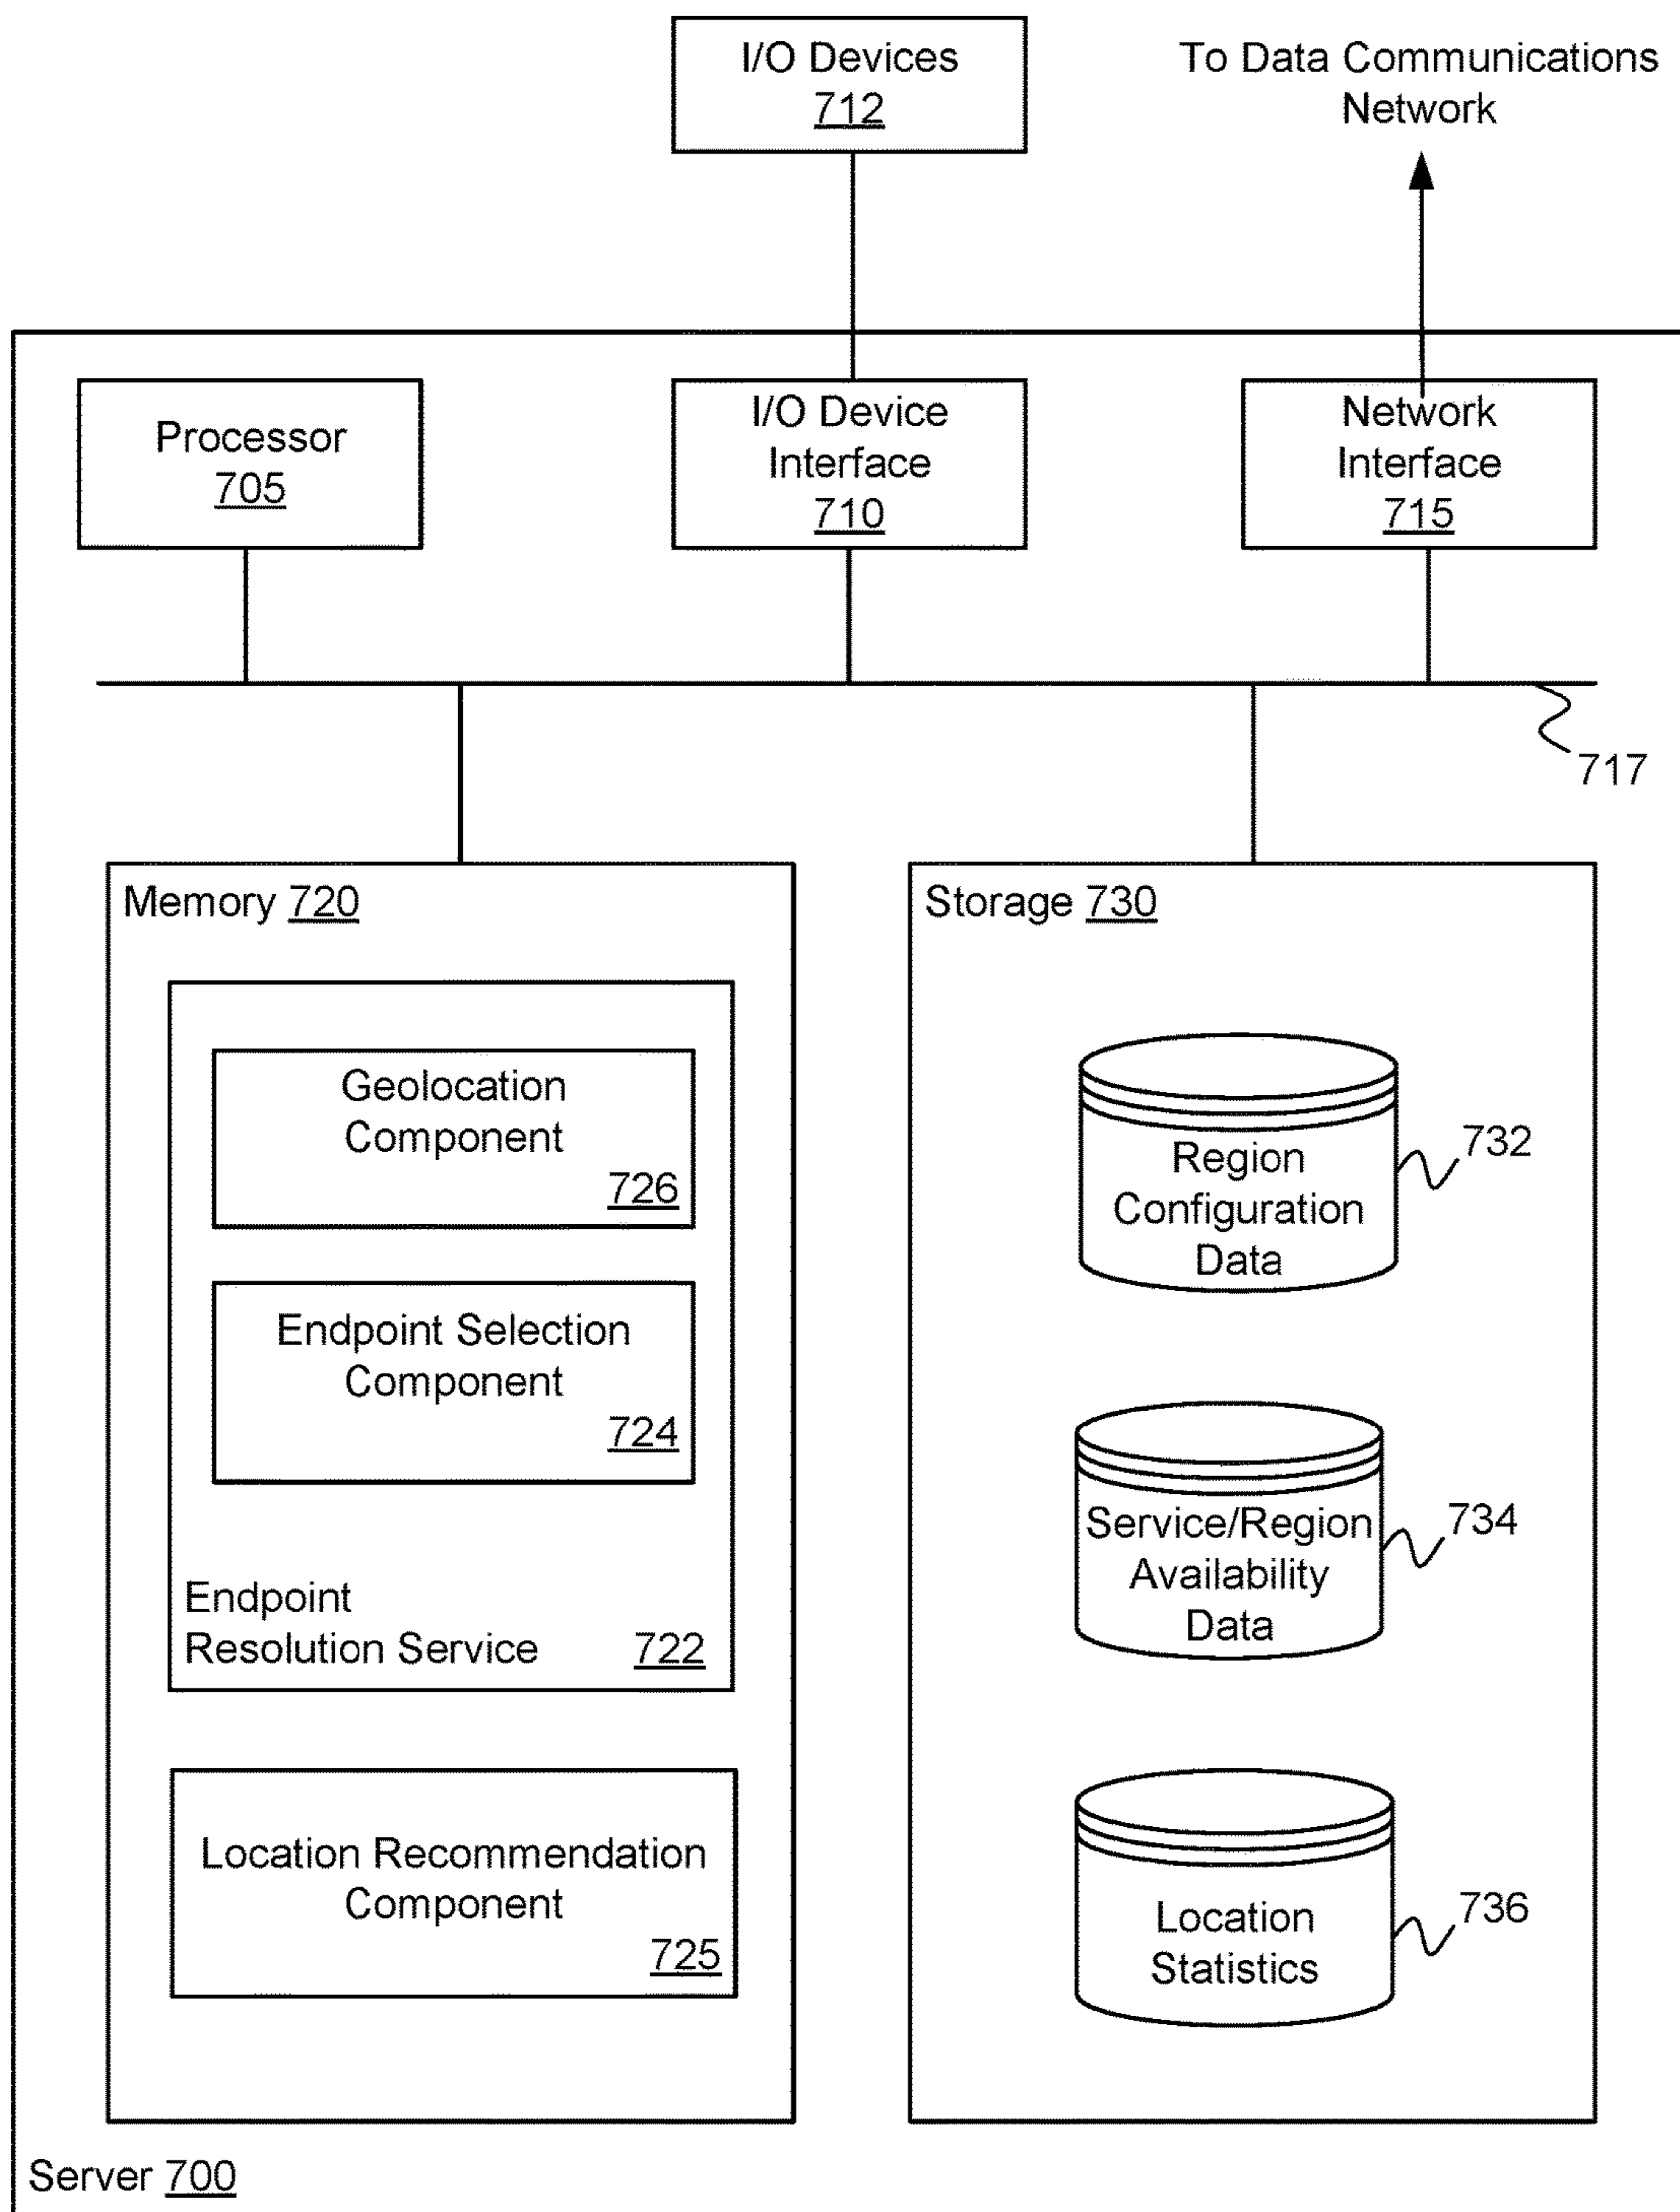 I/O Devices
712
To Data Communications
Network
Processor
705
I/O Device
Interface
710
Network
Interface
715
717
Memory 720
Geolocation
Component
726
Endpoint Selection
Component
724
Endpoint
Resolution Service 722
Location Recommendation
Component
725
Storage 730
Region
Configuration
Data
732
Service/Region
Availability
Data
734
Location
Statistics
736
Server 700